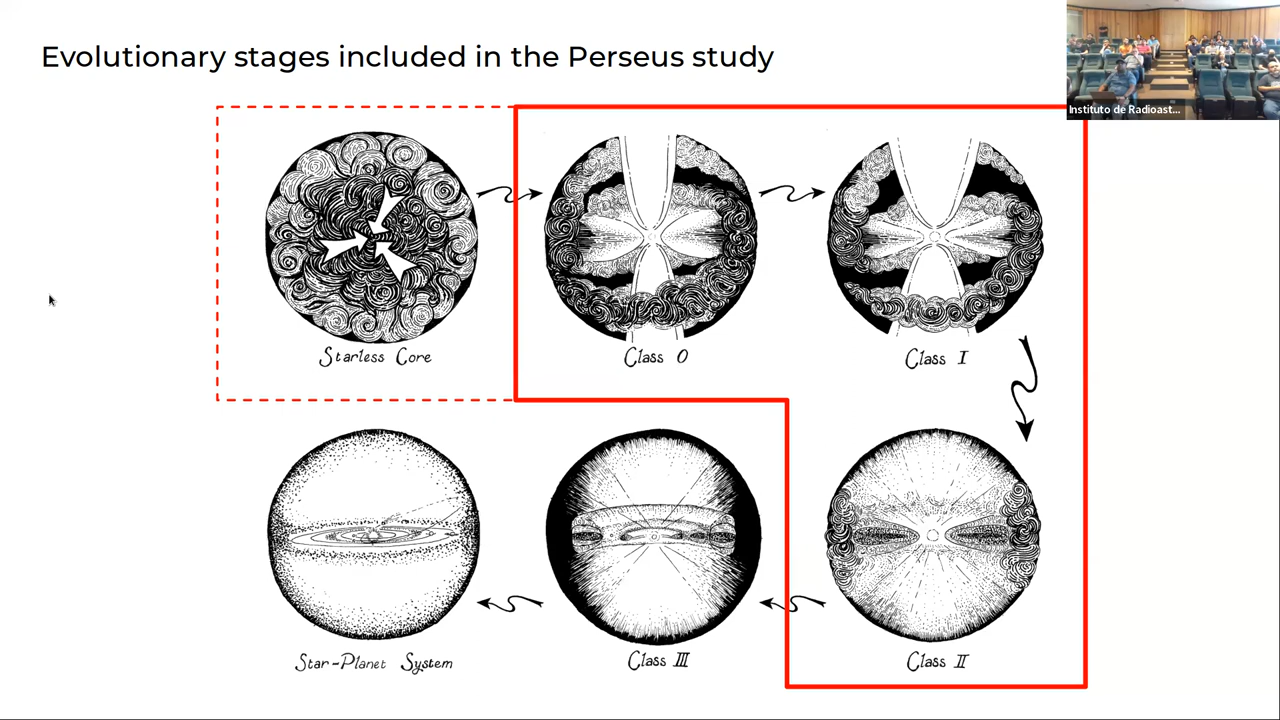 Evolutionary stages included in the Perseus study
Instituto de Radioast...
Starless Core
Class 0
Class I
Star-Planet System
Class III
Class II